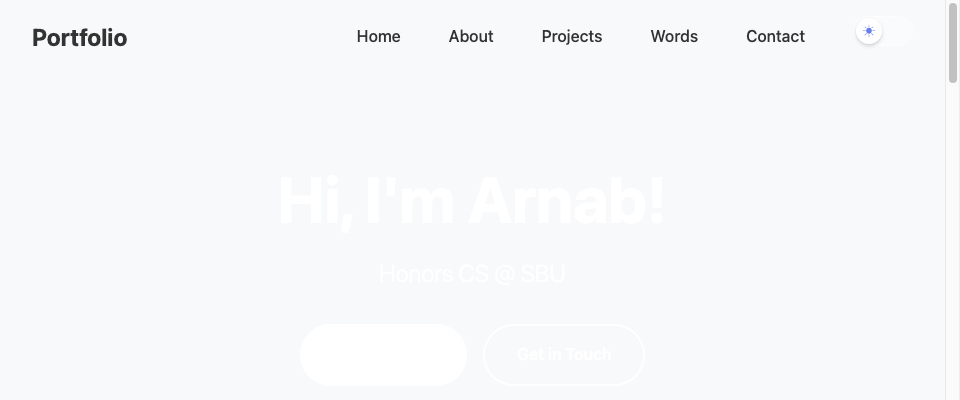 Portfolio
Home About Projects Words Contact
Hi, I'm Arnab!
Honors CS @ SBU
Get In Touch